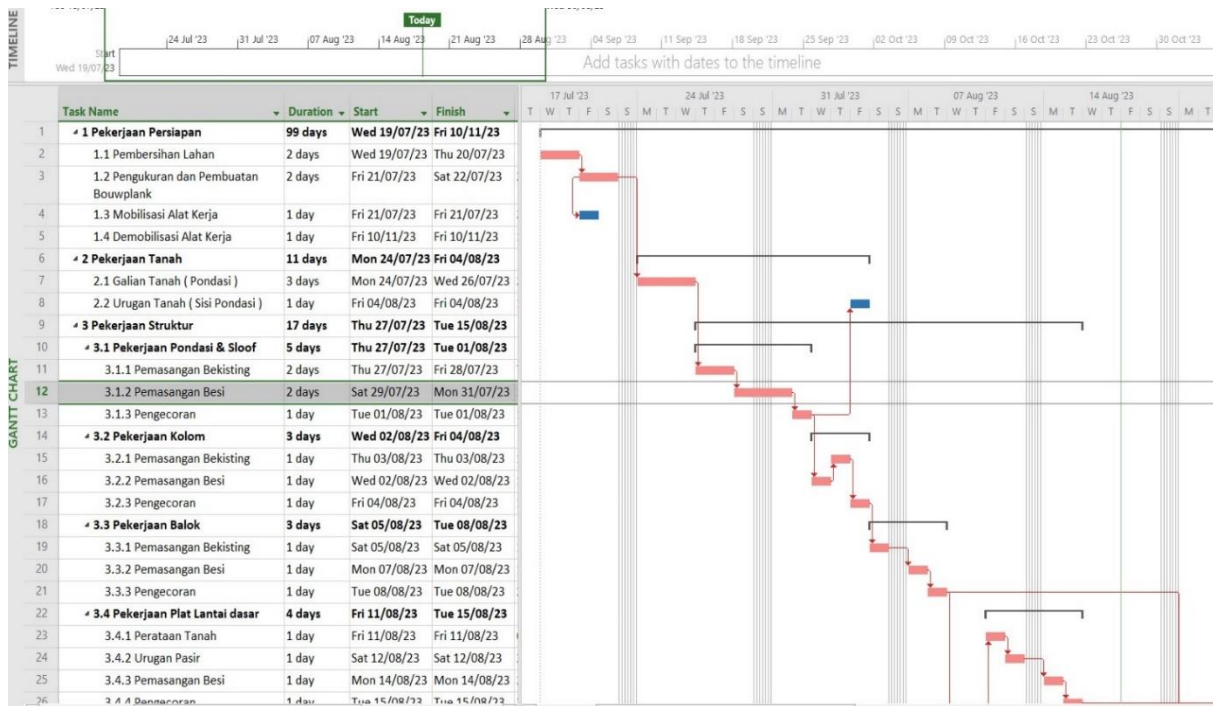 TIMELINE
Today
24 Jul '23 31 Jul '23 07 Aug '23 14 Aug '23 21 Aug '23 28 Aug '23 04 Sep '23 11 Sep '23 18 Sep '23 25 Sep '23 02 Oct '23 09 Oct '23 16 Oct '23 23 Oct '23 30 Oct '23
Start
Wed 19/07/23
Add tasks with dates to the timeline
GANTT CHART
Task Name Duration Start Finish
17 Jul '23 24 Jul '23 31 Jul '23 07 Aug '23 14 Aug '23
T W T F S S M T W T F S S M T W T F S S M T W T F S S M T W T F S S M T
1 1 Pekerjaan Persiapan 99 days Wed 19/07/23 Fri 10/11/23
2 1.1 Pembersihan Lahan 2 days Wed 19/07/23 Thu 20/07/23
3 1.2 Pengukuran dan Pembuatan 2 days Fri 21/07/23 Sat 22/07/23
Bouwplank
4 1.3 Mobilisasi Alat Kerja 1 day Fri 21/07/23 Fri 21/07/23
5 1.4 Demobilisasi Alat Kerja 1 day Fri 10/11/23 Fri 10/11/23
6 2 Pekerjaan Tanah 11 days Mon 24/07/23 Fri 04/08/23
7 2.1 Galian Tanah ( Pondasi ) 3 days Mon 24/07/23 Wed 26/07/23
8 2.2 Urugan Tanah ( Sisi Pondasi ) 1 day Fri 04/08/23 Fri 04/08/23
9 3 Pekerjaan Struktur 17 days Thu 27/07/23 Tue 15/08/23
10 3.1 Pekerjaan Pondasi & Sloof 5 days Thu 27/07/23 Tue 01/08/23
11 3.1.1 Pemasangan Bekisting 2 days Thu 27/07/23 Fri 28/07/23
12 3.1.2 Pemasangan Besi 2 days Sat 29/07/23 Mon 31/07/23
13 3.1.3 Pengecoran 1 day Tue 01/08/23 Tue 01/08/23
14 3.2 Pekerjaan Kolom 3 days Wed 02/08/23 Fri 04/08/23
15 3.2.1 Pemasangan Bekisting 1 day Thu 03/08/23 Thu 03/08/23
16 3.2.2 Pemasangan Besi 1 day Wed 02/08/23 Wed 02/08/23
17 3.2.3 Pengecoran 1 day Fri 04/08/23 Fri 04/08/23
18 3.3 Pekerjaan Balok 3 days Sat 05/08/23 Tue 08/08/23
19 3.3.1 Pemasangan Bekisting 1 day Sat 05/08/23 Sat 05/08/23
20 3.3.2 Pemasangan Besi 1 day Mon 07/08/23 Mon 07/08/23
21 3.3.3 Pengecoran 1 day Tue 08/08/23 Tue 08/08/23
22 3.4 Pekerjaan Plat Lantai dasar 4 days Fri 11/08/23 Tue 15/08/23
23 3.4.1 Perataan Tanah 1 day Fri 11/08/23 Fri 11/08/23
24 3.4.2 Urugan Pasir 1 day Sat 12/08/23 Sat 12/08/23
25 3.4.3 Pemasangan Besi 1 day Mon 14/08/23 Mon 14/08/23
26 3.4.4 Pengecoran 1 day Tue 15/08/23 Tue 15/08/23